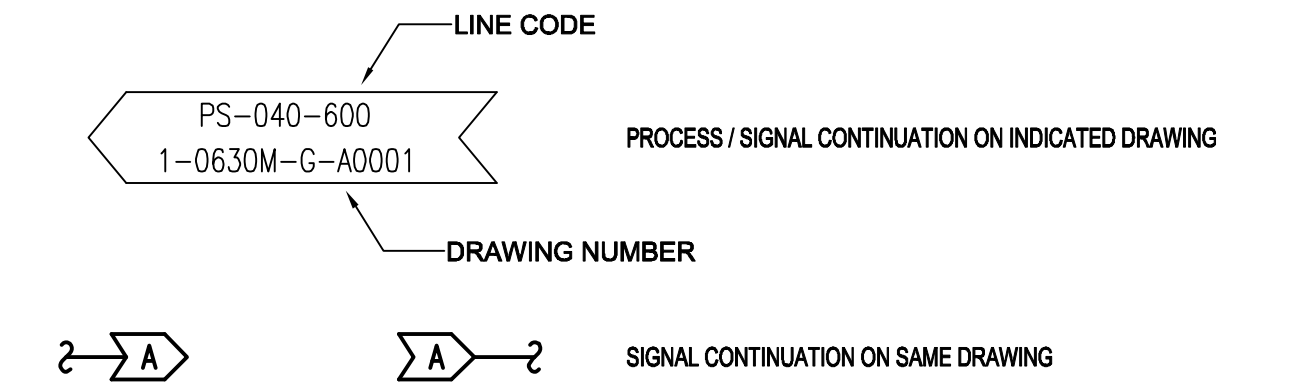 LINE CODE
PS-040-600
1-0630M-G-A0001
PROCESS / SIGNAL CONTINUATION ON INDICATED DRAWING
DRAWING NUMBER
A
A
SIGNAL CONTINUATION ON SAME DRAWING